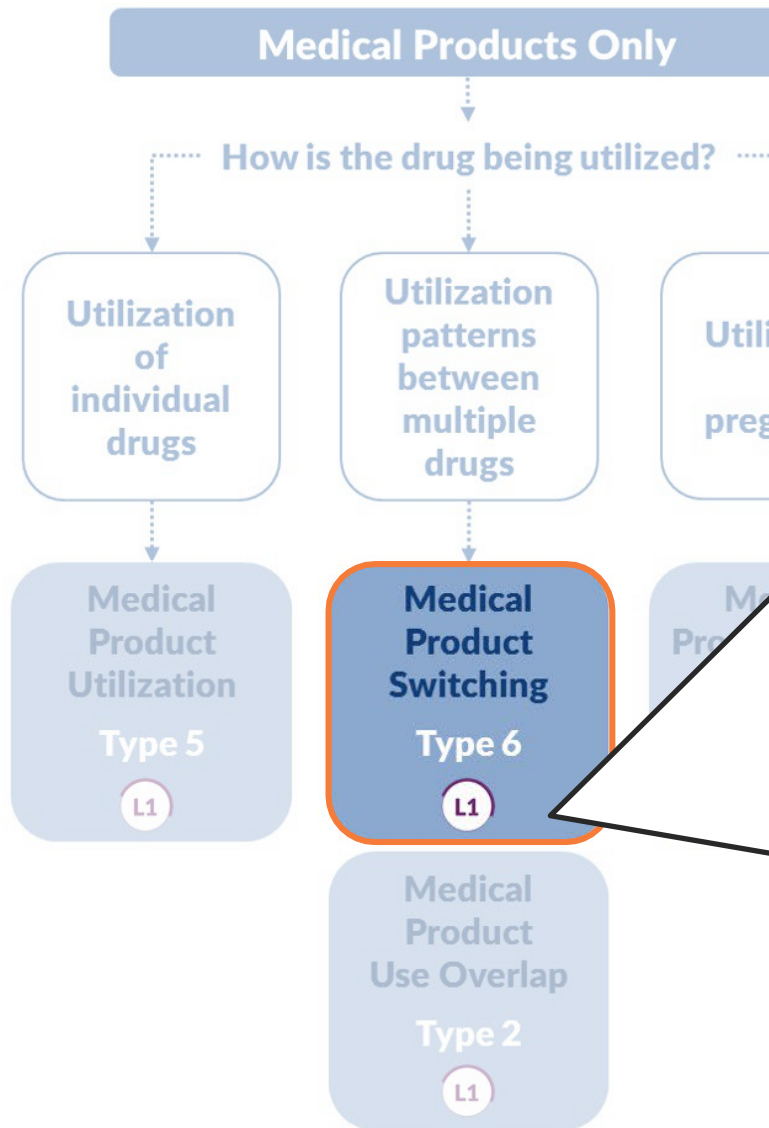 Medical Products Only
How is the drug being utilized?
Utilization
of
individual
drugs
Utilization
patterns
between
multiple
drugs
Medical
Product
Utilization
Type 5
L1
Medical
Product
Switching
Type 6
L1
Medical
Product
Use Overlap
Type 2
L1